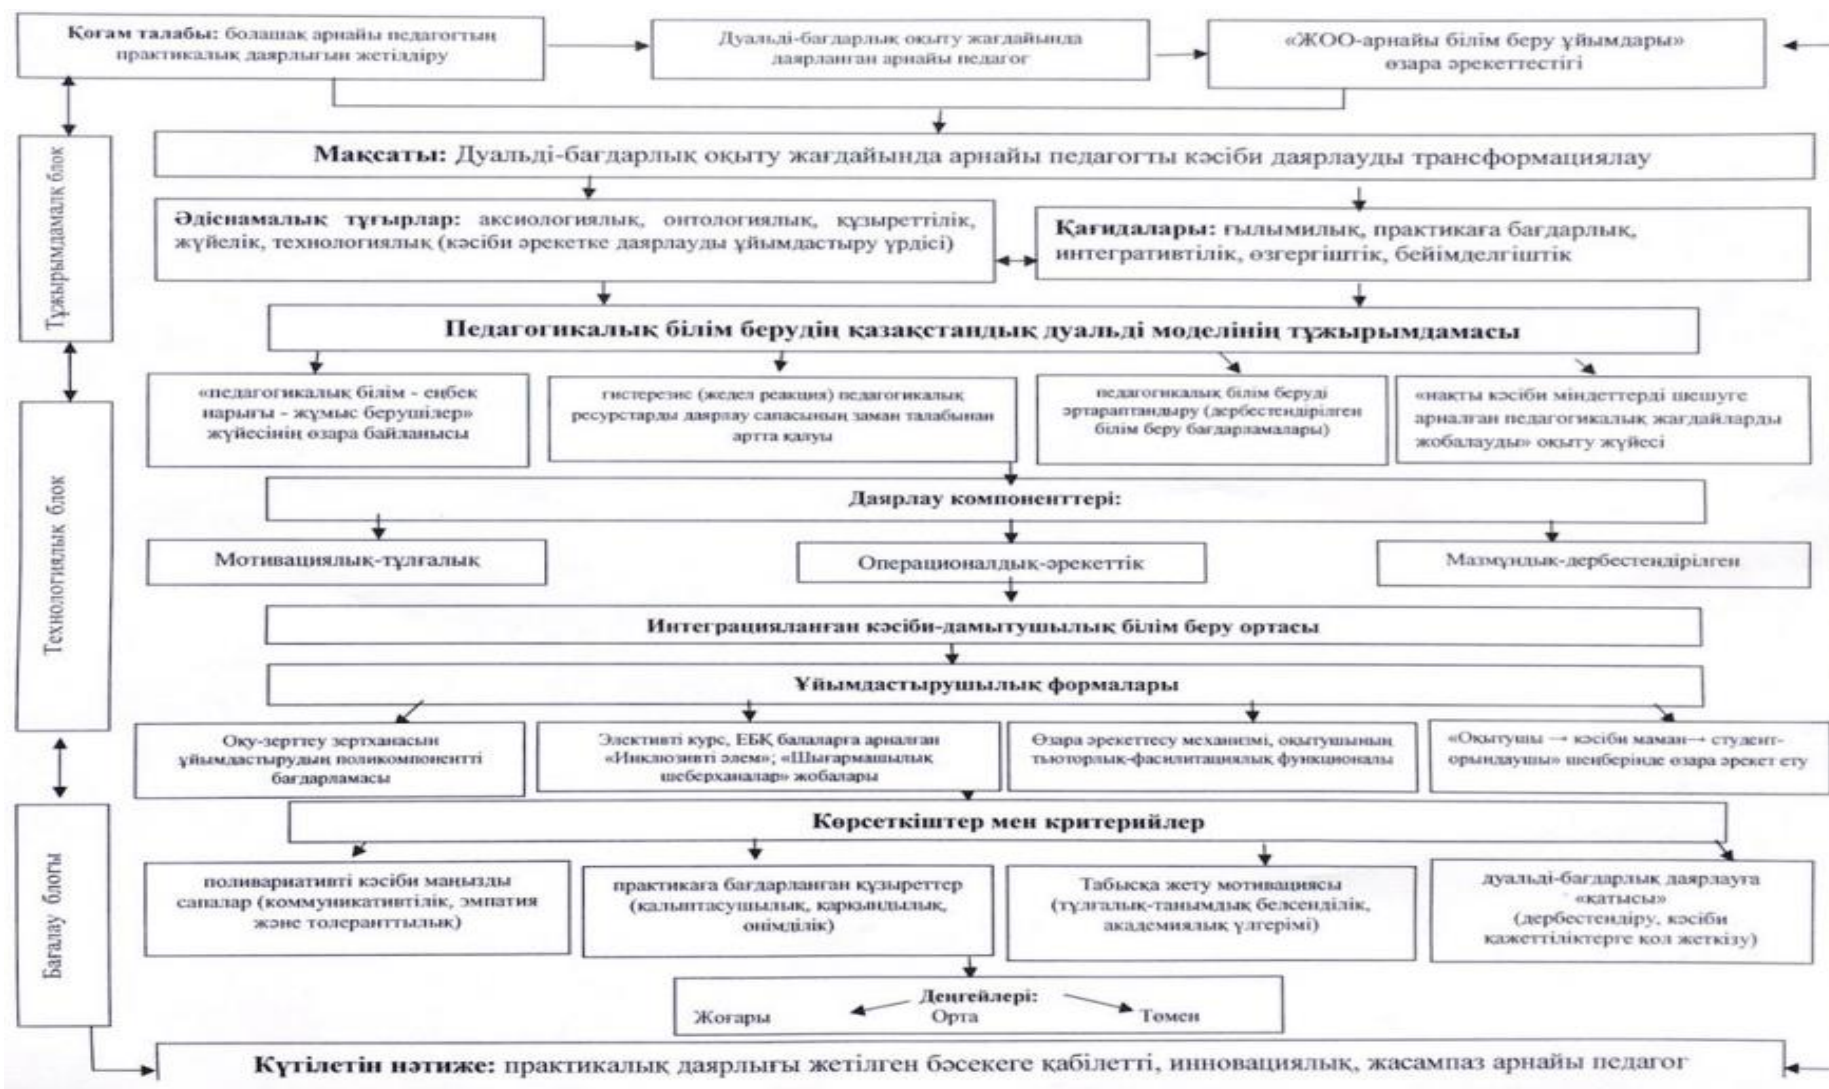 Қоғам талабы: болашақ арнайы педагогтың
практикалық даярлығын жетілдіру
Дуальді-бағдарлық оқыту жағдайында
даярланған арнайы педагог
«ЖОО-арнайы білім беру ұйымдары»
өзара әрекеттестігі
Тұжырымдамалк блок
Мақсаты: Дуальді-бағдарлық оқыту жағдайында арнайы педагогты кәсіби даярлауды трансформациялау
Әдіснамалық тұғырлар: аксиологиялық, онтологиялық, құзыреттілік,
жүйелік, технологиялық (кәсіби әрекетке даярлауды ұйымдастыру үрдісі)
Қағидалары: ғылымилық, практикаға бағдарлық,
интегративтілік, өзгергіштік, бейімделгіштік
Педагогикалық білім берудің қазақстандық дуальді моделінің тұжырымдамасы
Технологиялық блок
«педагогикалық білім - еңбек
нарығы - жұмыс берушілер»
жүйесінің өзара байланысы
гистерезис (жедел реакция) педагогикалық
ресурстарды даярлау сапасының заман талабынан
артта қалуы
педагогикалық білім беруді
әртараптандыру (дербестендірілген
білім беру бағдарламалары)
«нақты кәсіби міндеттерді шешуге
арналған педагогикалық жағдайларды
жобалауды» оқыту жүйесі
Даярлау компоненттері:
Мотивациялық-тұлғалық
Операционалдық-әрекеттік
Мазмұндық-дербестендірілген
Интеграцияланған кәсіби-дамытушылық білім беру ортасы
Ұйымдастырушылық формалары
Оқу-зерттеу зертханасын
ұйымдастырудың поликомпонентті
бағдарламасы
Элективті курс, ЕБҚ балаларға арналған
«Инклюзивті әлем»; «Шығармашылық
шеберханалар» жобалары
Өзара әрекеттесу механизмі, оқытушының
тьюторлық-фасилитациялық функционалы
«Оқытушы → кәсіби маман→ студент-
орындаушы» шеңберінде өзара әрекет ету
Бағалау блогы
Көрсеткіштер мен критерийлер
поливариативті кәсіби маңызды
сапалар (коммуникативтілік, эмпатия
және толеранттылық)
практикаға бағдарланған құзыреттер
(қалыптасушылық, қарқындылық,
өнімділік)
Табысқа жету мотивациясы
(тұлғалық-танымдық белсенділік,
академиялық үлгерімі)
дуальді-бағдарлық даярлауға
«қатысы»
(дербестендіру, кәсіби
қажеттіліктерге қол жеткізу)
Деңгейлері:
Жоғары Орта Төмен
Күтілетін нәтиже: практикалық даярлығы жетілген бәсекеге қабілетті, инновациялық, жасампаз арнайы педагог